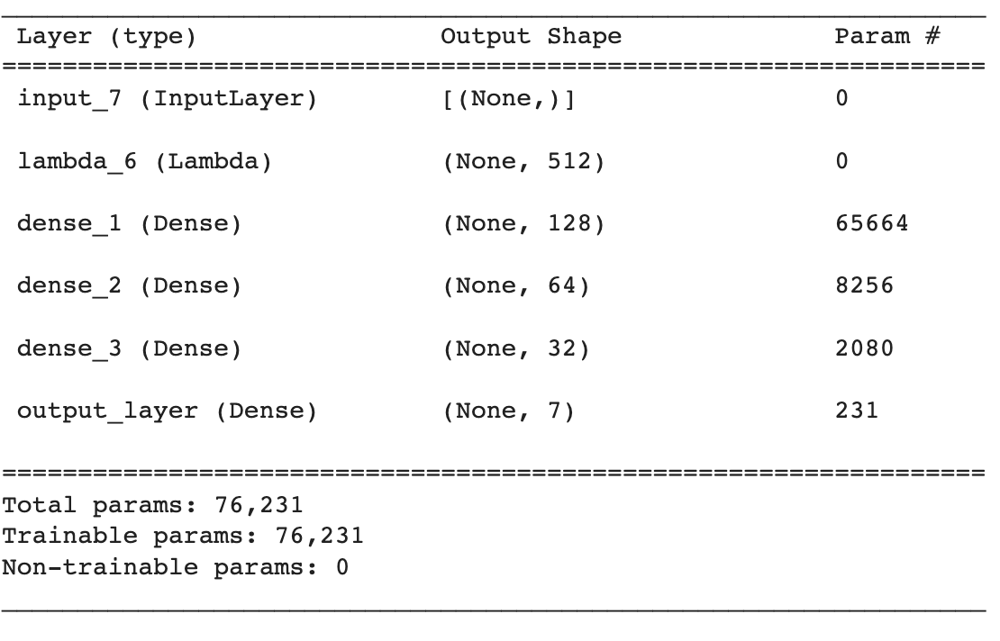 Layer (type) Output Shape Param #
input_7 (InputLayer) [(None,)] 0
lambda_6 (Lambda) (None, 512) 0
dense_1 (Dense) (None, 128) 65664
dense_2 (Dense) (None, 64) 8256
dense_3 (Dense) (None, 32) 2080
output_layer (Dense) (None, 7) 231
Total params: 76,231
Trainable params: 76,231
Non-trainable params: 0